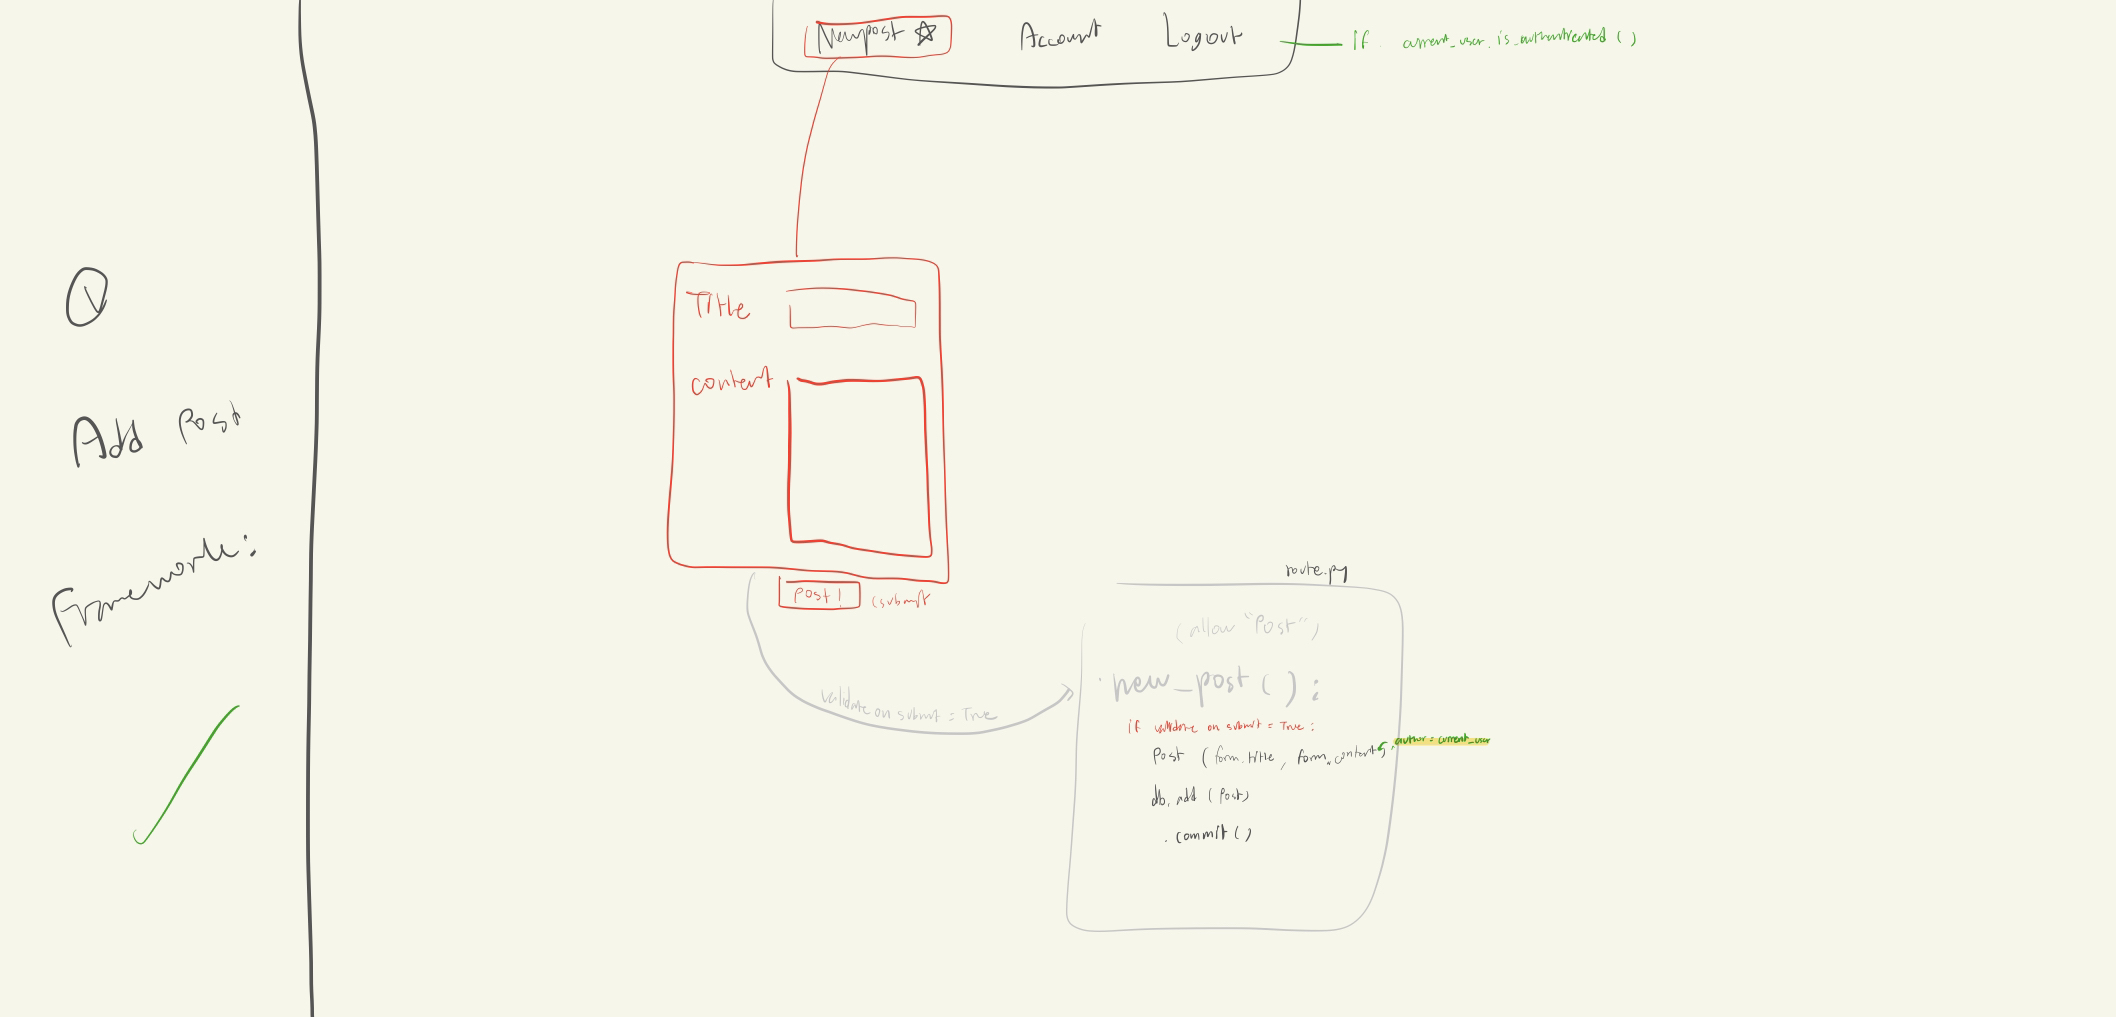 Newpost Account Logout
if current_user.is_authenticated ( )
Add Post
Framework:
Title
content
Post!
(submit
validate on submit = True
route.py
(allow "Post")
new_post ( ) :
if validate on submit = True :
Post (form.title, form.content,
author = current_user
db.add (Post)
.commit ( )